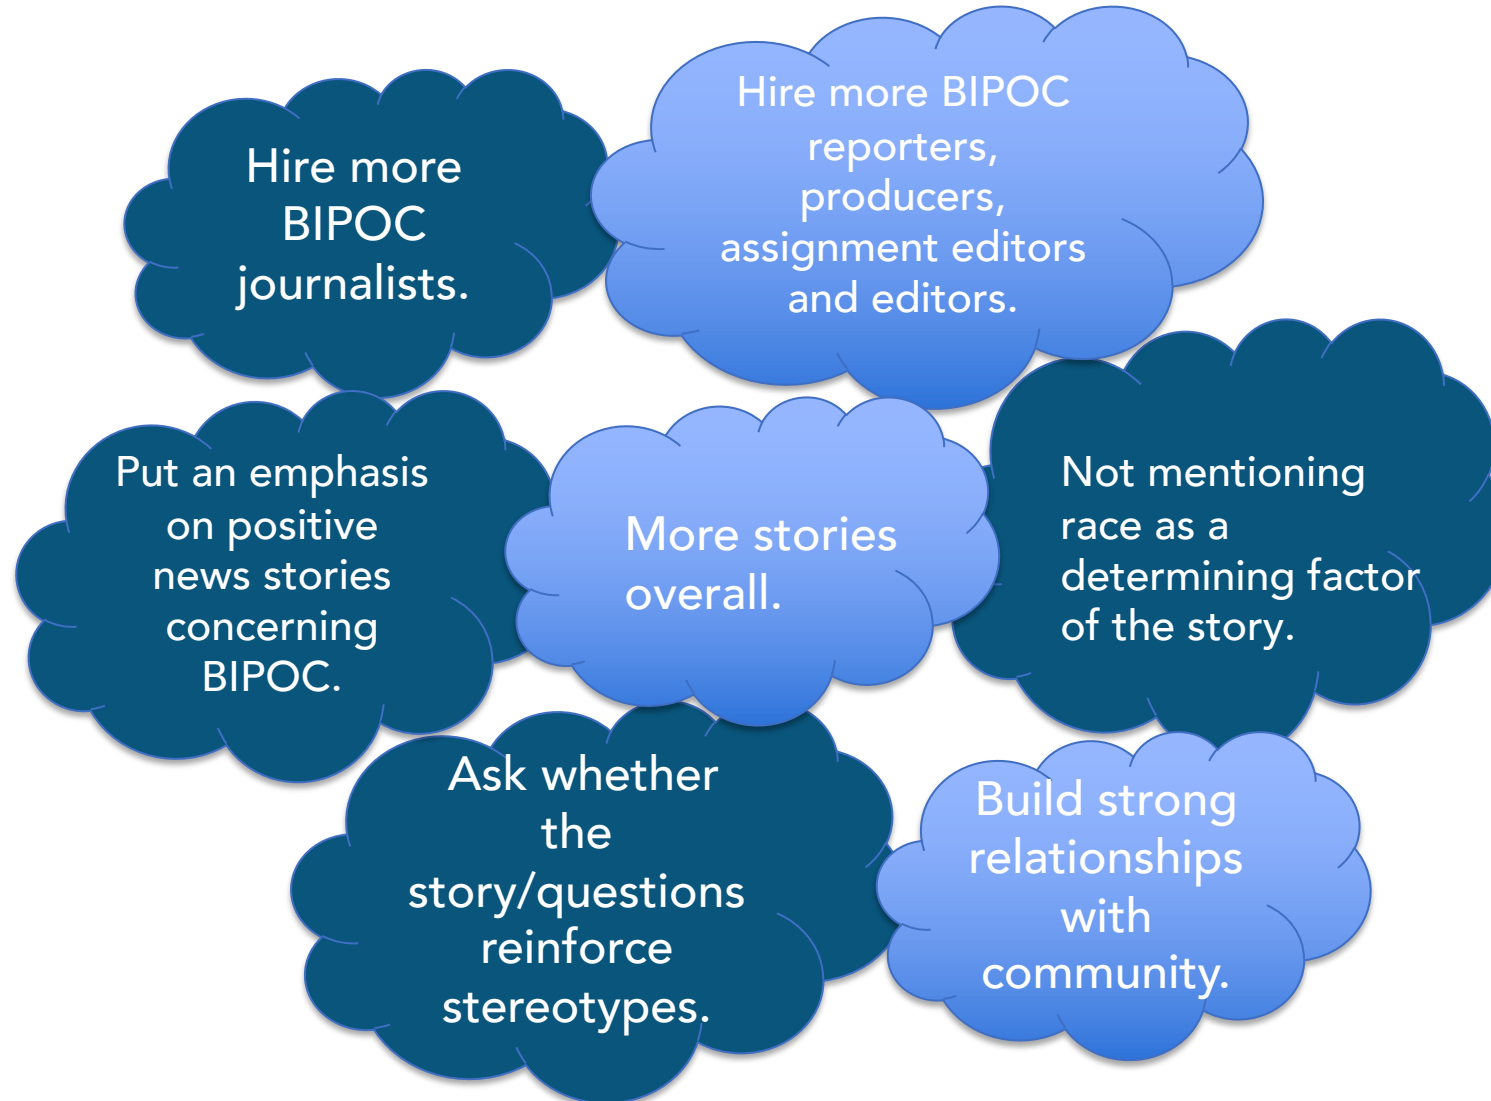 Hire more
BIPOC
journalists.
Hire more BIPOC
reporters,
producers,
assignment editors
and editors.
Put an emphasis
on positive
news stories
concerning
BIPOC.
More stories
overall.
Not mentioning
race as a
determining factor
of the story.
Ask whether
the
story/questions
reinforce
stereotypes.
Build strong
relationships
with
community.